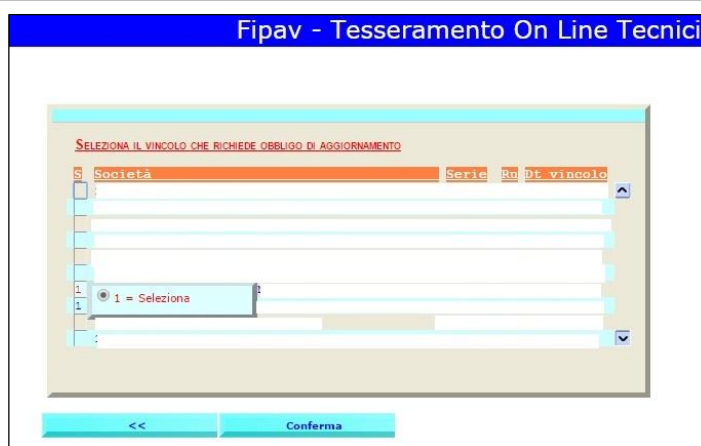 Fipav - Tesseramento On Line Tecnici
SELEZIONA IL VINCOLO CHE RICHIEDE OBBLIGO DI AGGIORNAMENTO
S Società Serie Ru Dt vincolo
1
1 = Seleziona
1
<< Conferma